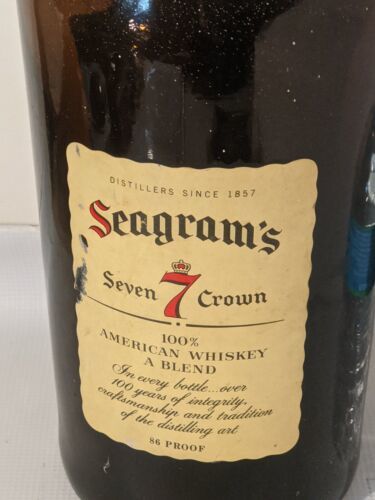 DISTILLERS SINCE 1857
Seagram's
Seven 7 Crown
100%
AMERICAN WHISKEY
A BLEND
In every bottle...over
100 years of integrity,
craftsmanship and tradition
of the distilling art
86 PROOF